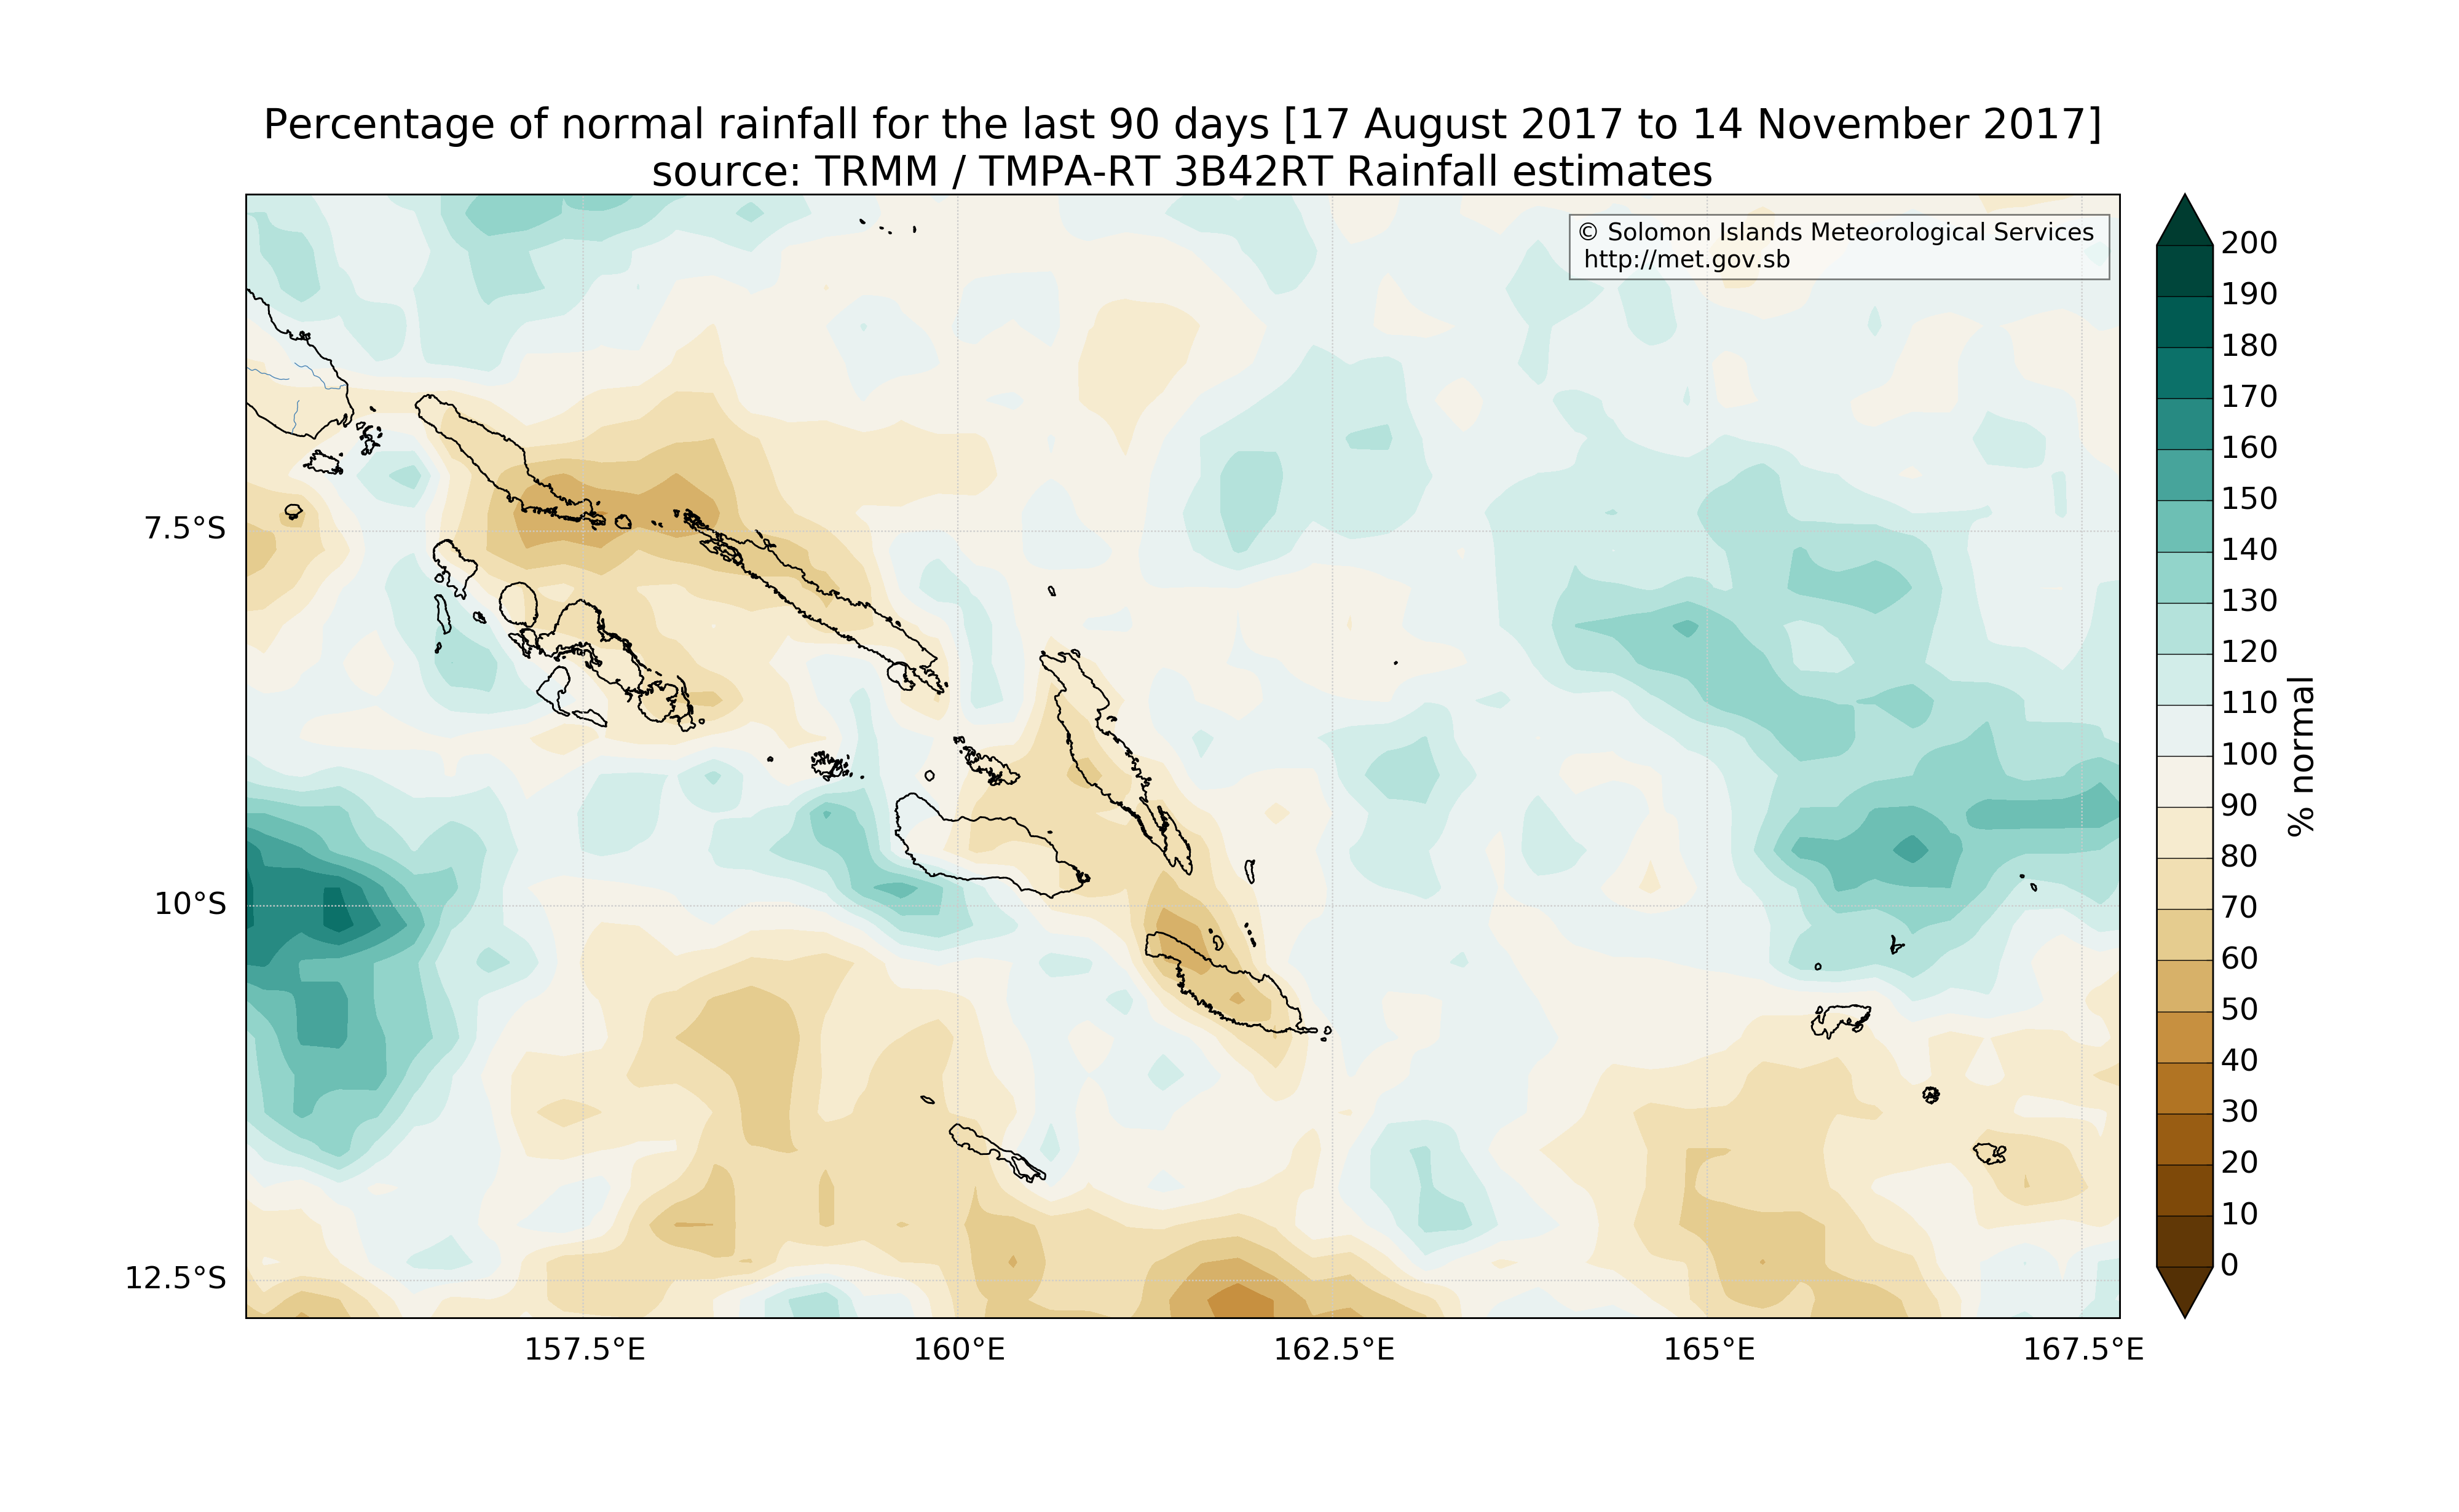 Percentage of normal rainfall for the last 90 days [17 August 2017 to 14 November 2017]
source: TRMM / TMPA-RT 3B42RT Rainfall estimates
© Solomon Islands Meteorological Services
http://met.gov.sb
7.5°S
10°S
12.5°S
157.5°E
160°E
162.5°E
165°E
167.5°E
200
190
180
170
160
150
140
130
120
110
100
90
80
70
60
50
40
30
20
10
0
% normal